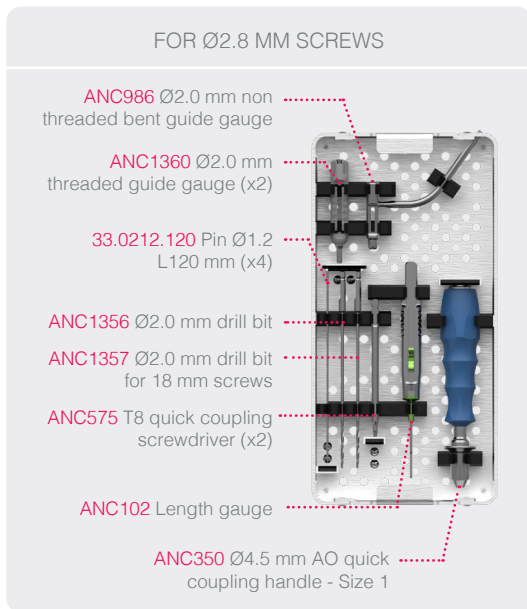 FOR Ø2.8 MM SCREWS
ANC986 Ø2.0 mm non
threaded bent guide gauge
ANC1360 Ø2.0 mm
threaded guide gauge (x2)
33.0212.120 Pin Ø1.2
L120 mm (x4)
ANC1356 Ø2.0 mm drill bit
ANC1357 Ø2.0 mm drill bit
for 18 mm screws
ANC575 T8 quick coupling
screwdriver (x2)
ANC102 Length gauge
ANC350 Ø4.5 mm AO quick
coupling handle - Size 1